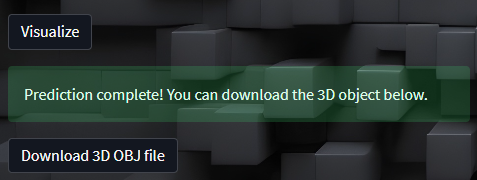 Visualize
Prediction complete! You can download the 3D object below.
Download 3D OBJ file